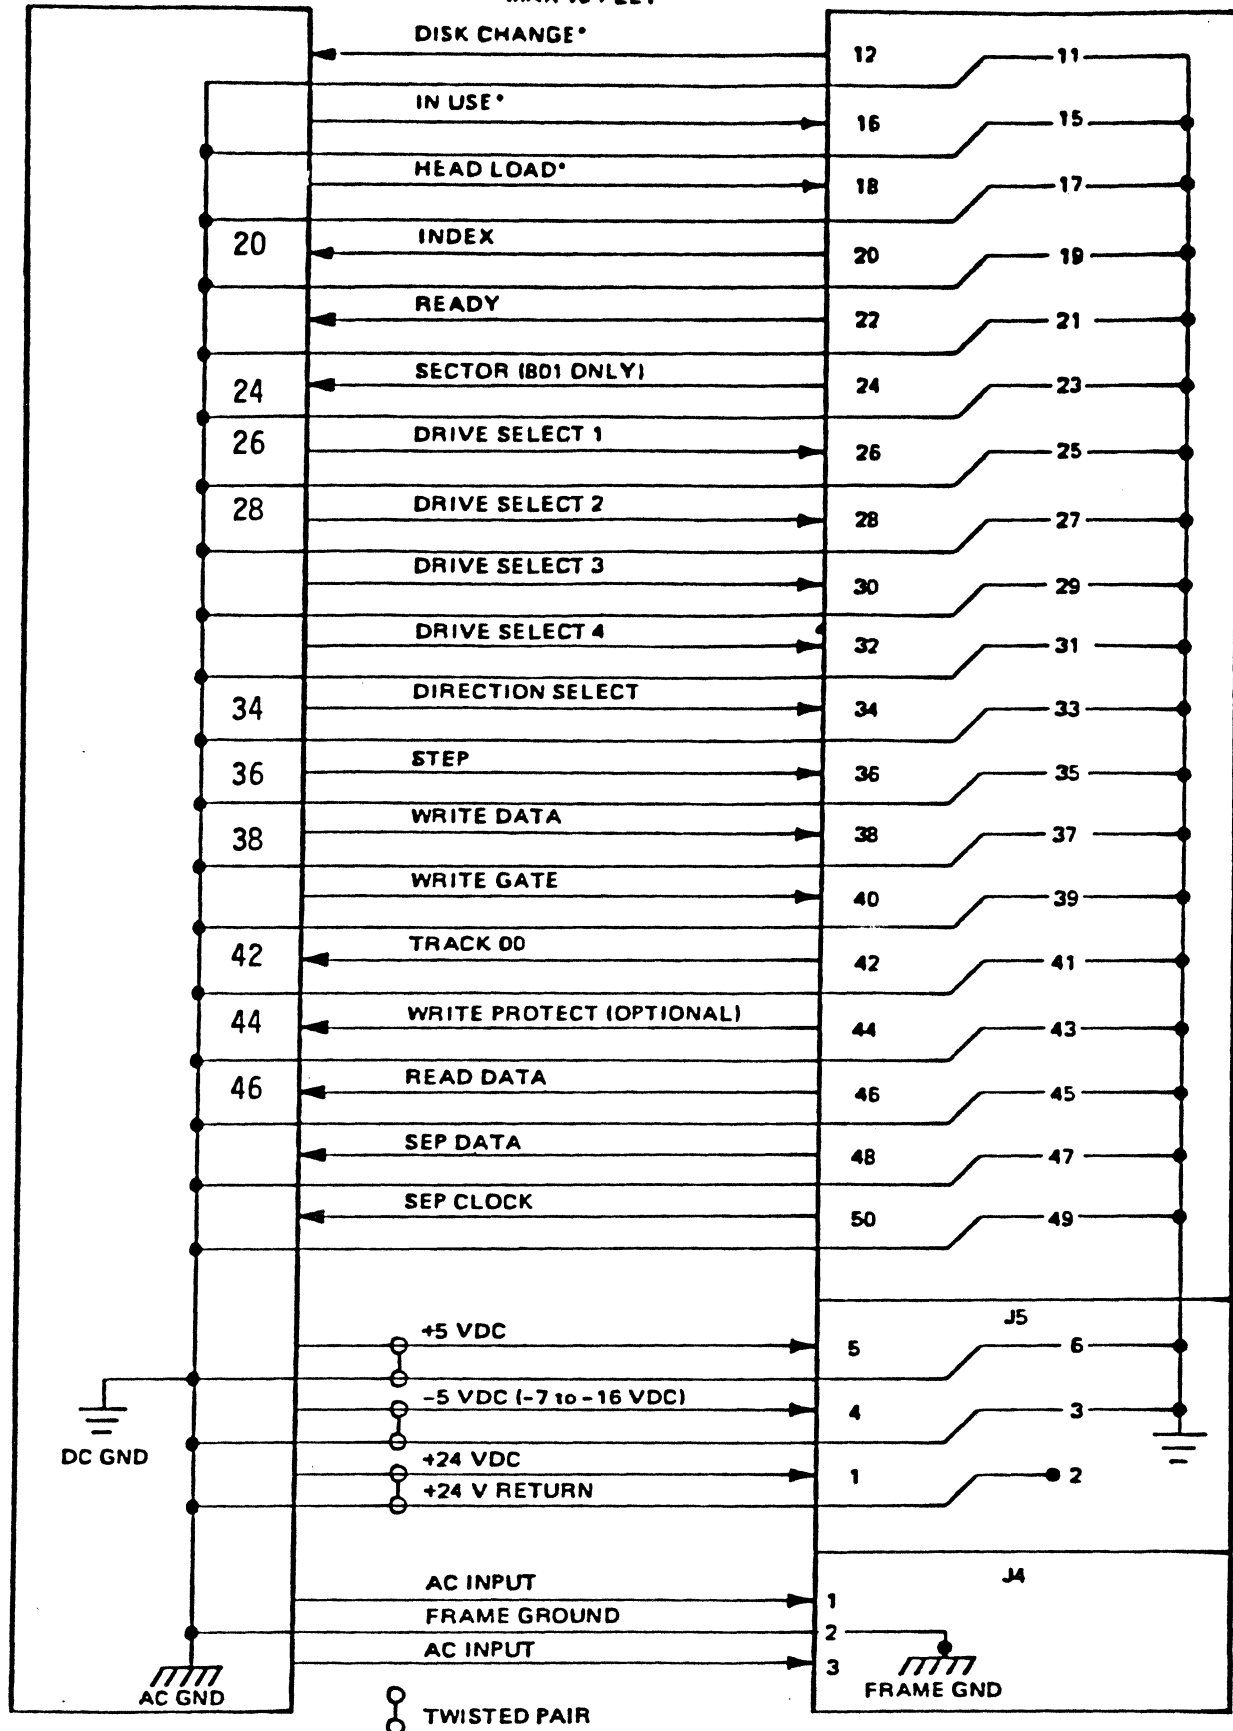 DISK CHANGE* 12 11
IN USE* 16 15
HEAD LOAD* 18 17
20 INDEX 20 19
READY 22 21
24 SECTOR (801 ONLY) 24 23
26 DRIVE SELECT 1 26 25
28 DRIVE SELECT 2 28 27
DRIVE SELECT 3 30 29
DRIVE SELECT 4 32 31
34 DIRECTION SELECT 34 33
36 STEP 36 35
38 WRITE DATA 38 37
WRITE GATE 40 39
42 TRACK 00 42 41
44 WRITE PROTECT (OPTIONAL) 44 43
46 READ DATA 46 45
SEP DATA 48 47
SEP CLOCK 50 49
J5
+5 VDC 5 6
-5 VDC (-7 to -16 VDC) 4 3
DC GND
+24 VDC 1 2
+24 V RETURN
J4
AC INPUT 1
FRAME GROUND 2
AC INPUT 3
AC GND
FRAME GND
TWISTED PAIR